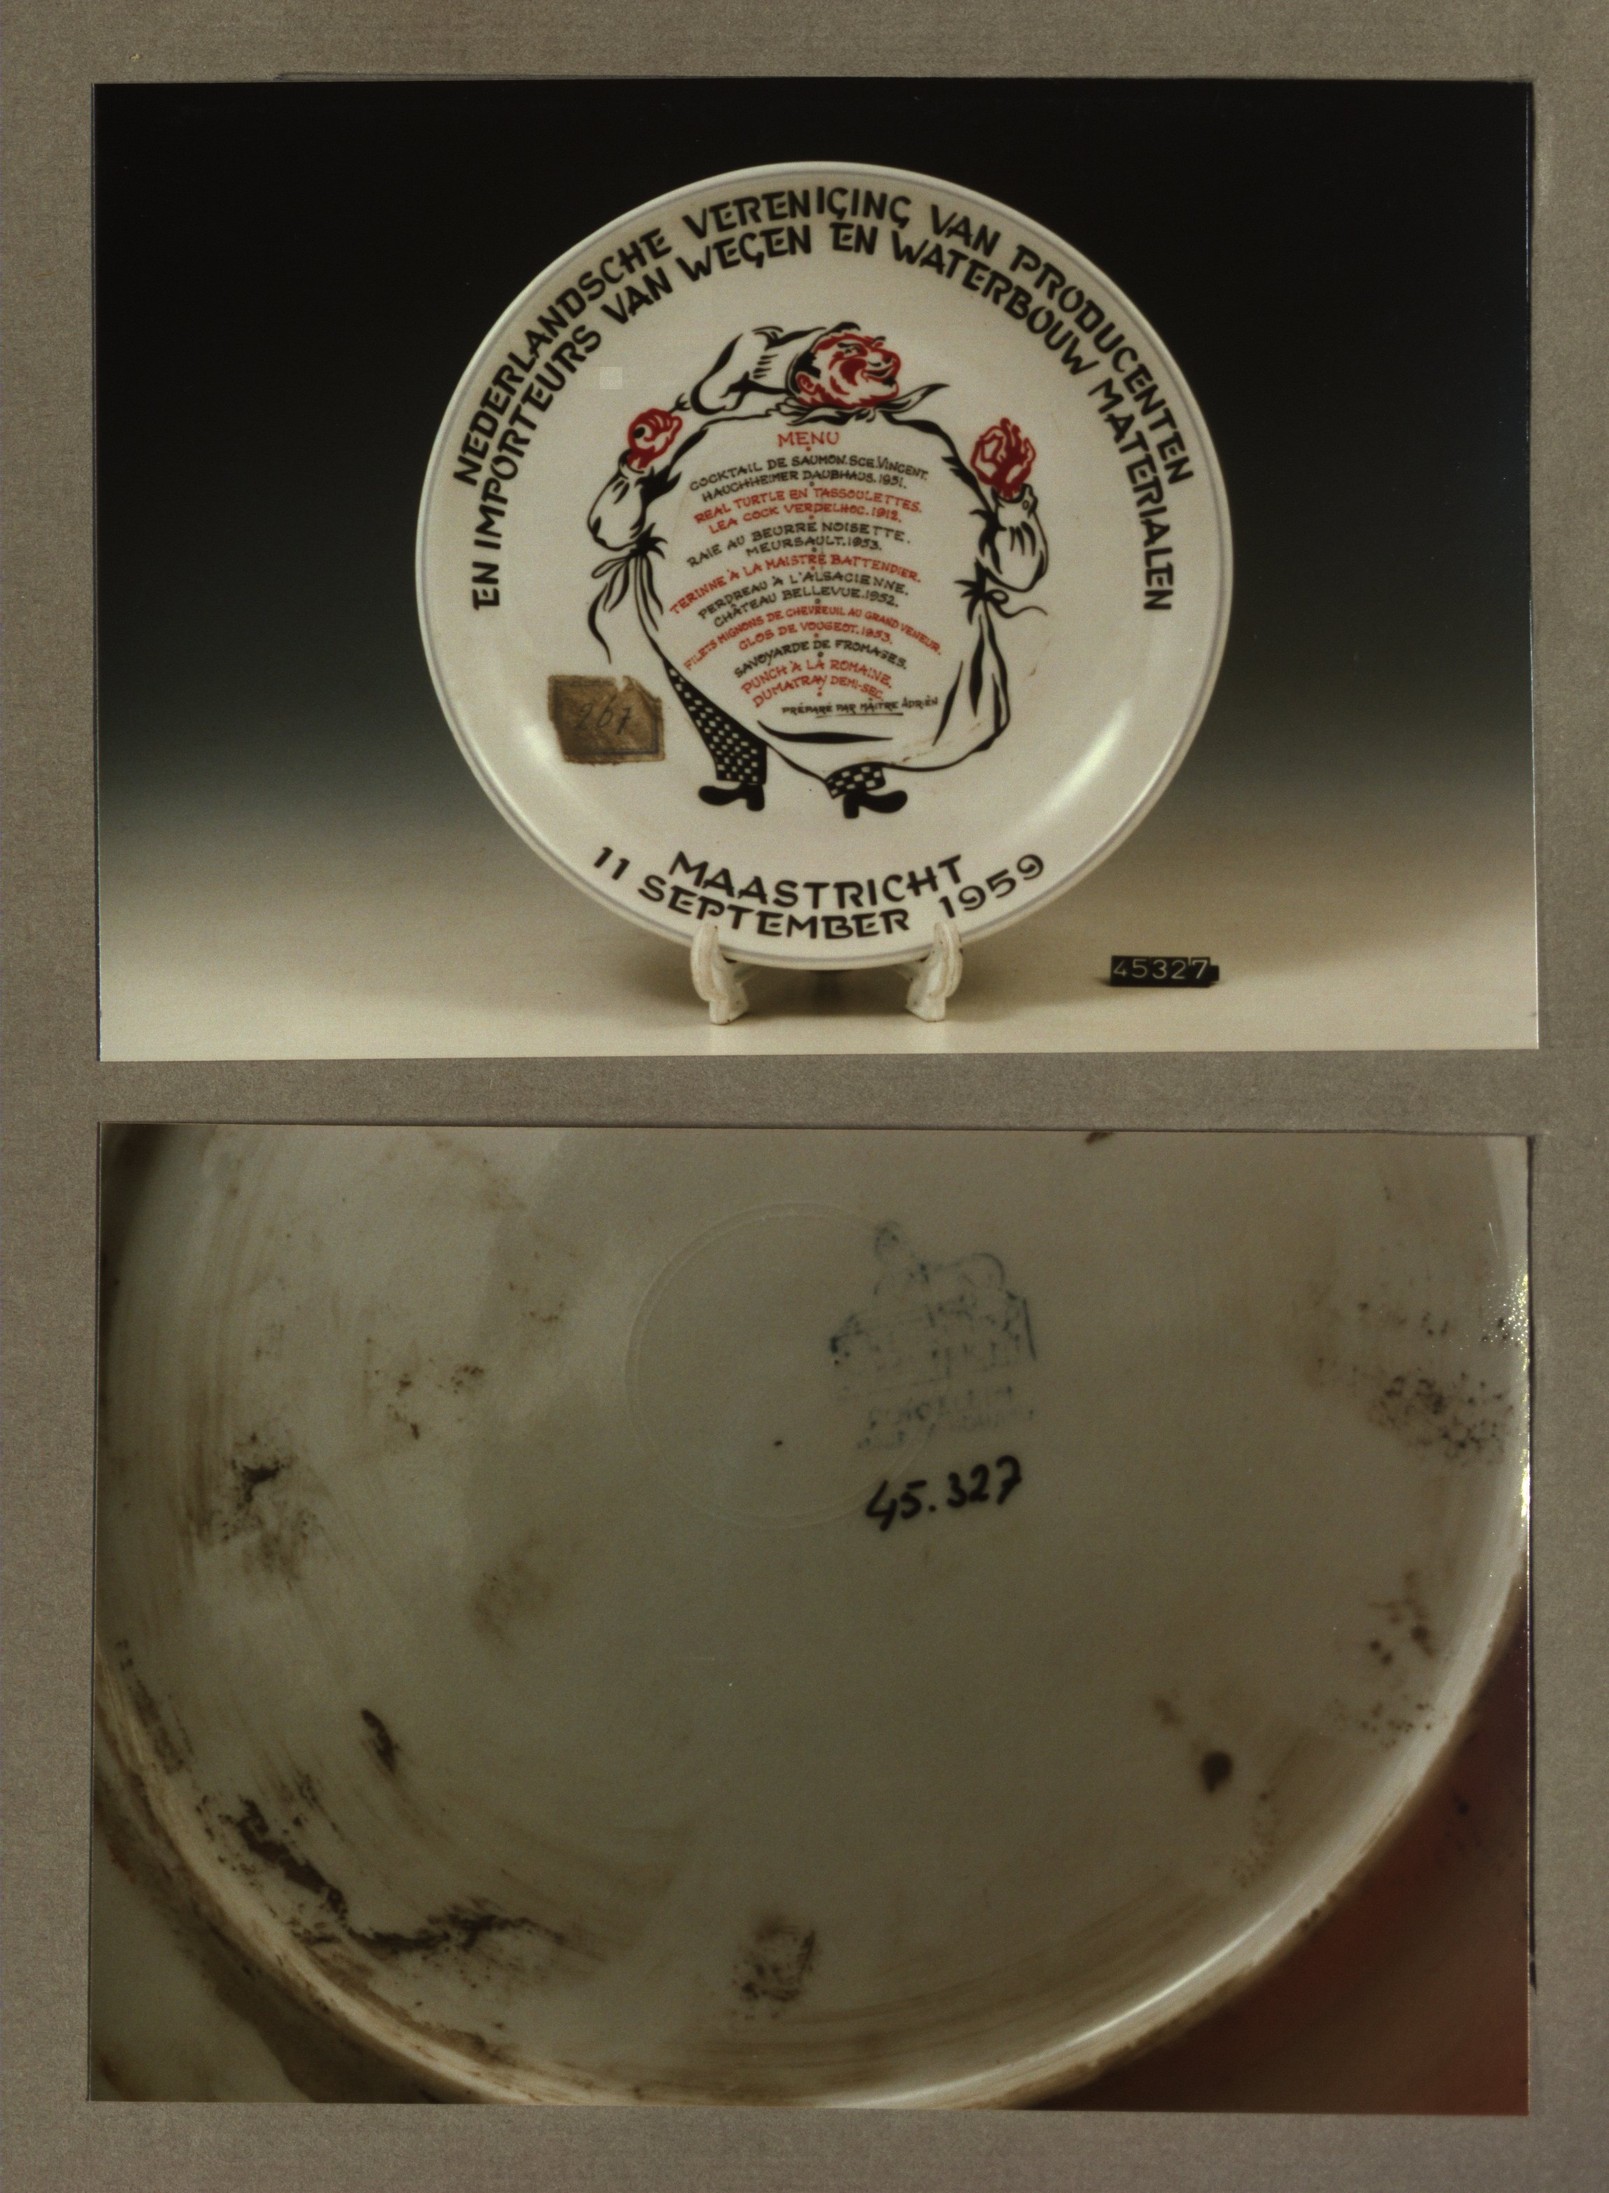 NEDERLANDSCHE VERENIGING VAN PRODUCENTEN
EN IMPORTEURS VAN WEGEN EN WATERBOUW MATERIALEN
MENU
COCKTAIL DE SAUMON. SCE. VINCENT.
HAUCHHEIMER DAUBHAUS. 1951.
REAL TURTLE EN TASSOULETTES.
LEA COCK VERDELHOC. 1912.
RAIE AU BEURRE NOISETTE.
MEURSAULT. 1953.
TERINNE À LA MAISTRE BATTENDIER.
PERDREAU À L'ALSACIENNE.
CHÂTEAU BELLEVUE. 1952.
FILETS MIGNONS DE CHEVREUIL AU GRAND VENEUR.
CLOS DE VOUGEOT. 1953.
SAVOYARDE DE FROMAGES.
PUNCH À LA ROMAINE.
DUMATRAY DEMI-SEC.
PRÉPARÉ PAR MAÎTRE ADRIÈN
267
MAASTRICHT
11 SEPTEMBER 1959
45327
45.327